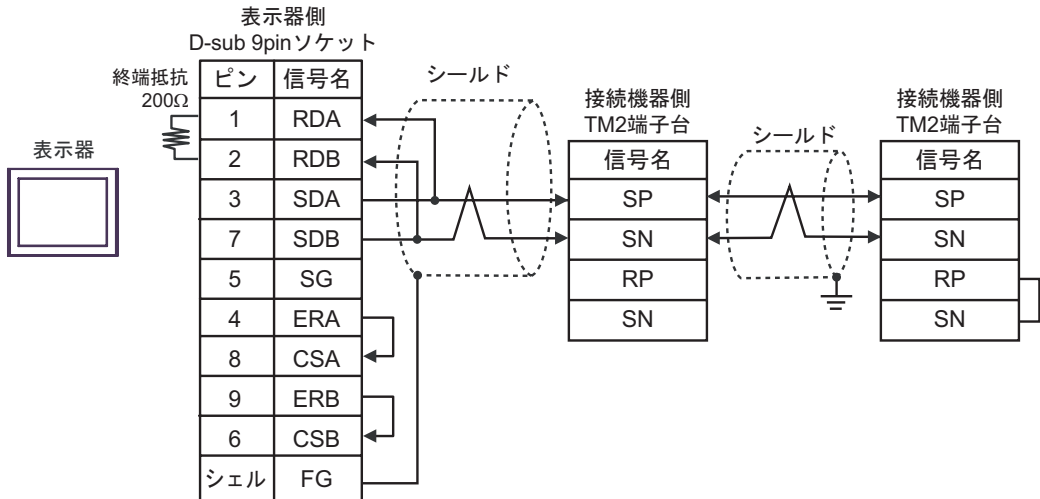 表示器側
D-sub 9pinソケット
終端抵抗
200Ω
ピン 信号名
1 RDA
2 RDB
3 SDA
7 SDB
5 SG
4 ERA
8 CSA
9 ERB
6 CSB
シェル FG
表示器
シールド
接続機器側
TM2端子台
信号名
SP
SN
RP
SN
シールド
接続機器側
TM2端子台
信号名
SP
SN
RP
SN